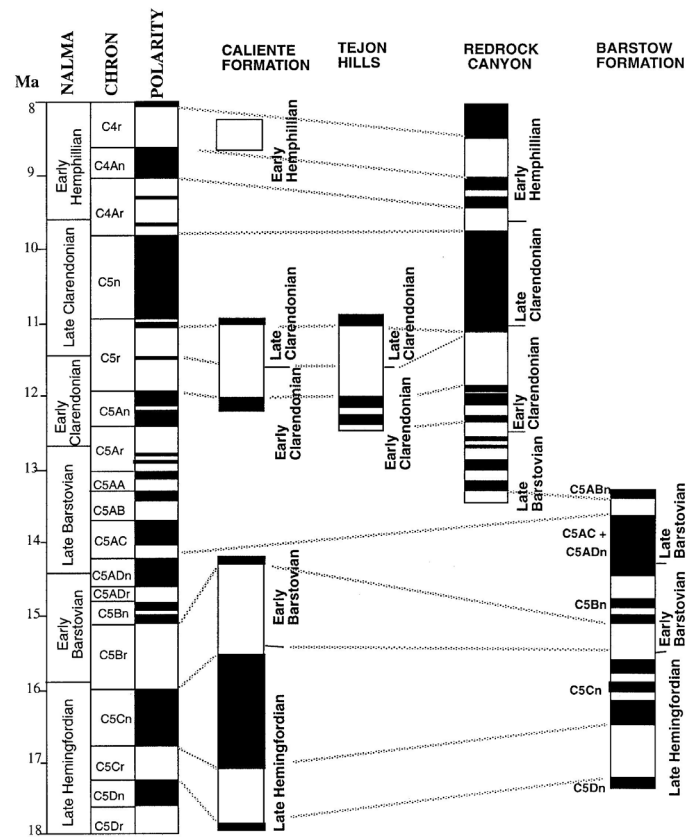 Ma
NALMA
CHRON
POLARITY
CALIENTE
FORMATION
TEJON
HILLS
REDROCK
CANYON
BARSTOW
FORMATION
8
9
10
11
12
13
14
15
16
17
18
Early
Hemphillian
Late Clarendonian
Early
Clarendonian
Late Barstovian
Early
Barstovian
Late Hemingfordian
C4r
C4An
C4Ar
C5n
C5r
C5An
C5Ar
C5AA
C5AB
C5AC
C5ADn
C5ADr
C5Bn
C5Br
C5Cn
C5Cr
C5Dn
C5Dr
Early
Hemphillian
Late
Clarendonian
Early
Clarendonian
Early
Barstovian
Late Hemingfordian
Late
Clarendonian
Early
Clarendonian
Early
Hemphillian
Late
Clarendonian
Early
Clarendonian
Late
Barstovian
C5ABn
C5AC +
C5ADn
C5Bn
C5Cn
C5Dn
Late
Barstovian
Early
Barstovian
Late Hemingfordian